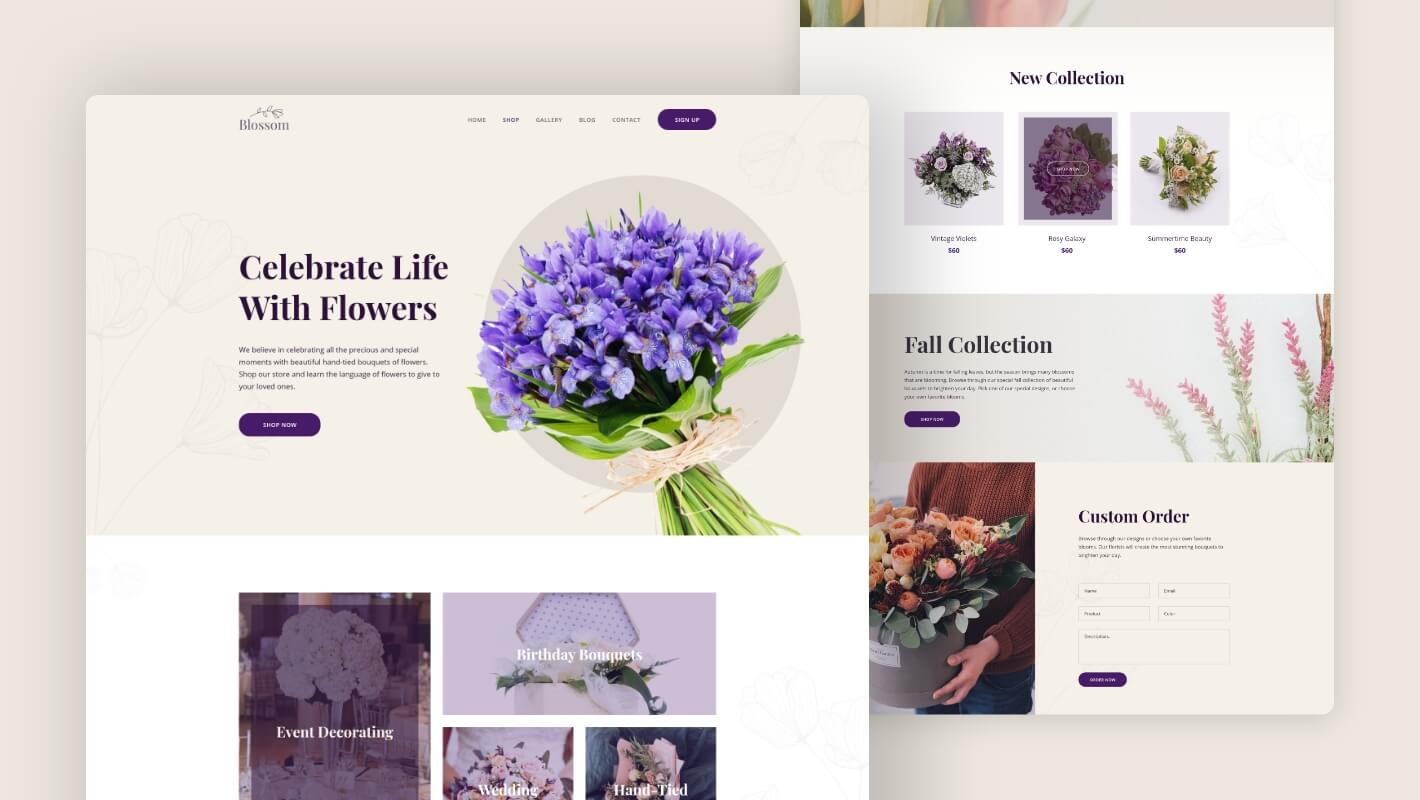 Blossom
HOME
SHOP
GALLERY
BLOG
CONTACT
SIGN UP
Celebrate Life
With Flowers
We believe in celebrating all the precious and special
moments with beautiful hand-tied bouquets of flowers.
Shop our store and learn the language of flowers to give to
your loved ones.
SHOP NOW
Event Decorating
Birthday Bouquets
Wedding
Hand-Tied
New Collection
SHOP NOW
Vintage Violets
$60
Rosy Galaxy
$60
Summertime Beauty
$60
Fall Collection
Autumn is a time for falling leaves, but the season brings many blossoms
that are blooming. Browse through our special fall collection of beautiful
bouquets to brighten your day. Pick one of our special designs, or choose
your own favorite blooms.
SHOP NOW
Custom Order
Browse through our designs or choose your own favorite
blooms. Our florists will create the most stunning bouquets to
brighten your day.
Name
Email
Product
Color
Description..
ORDER NOW